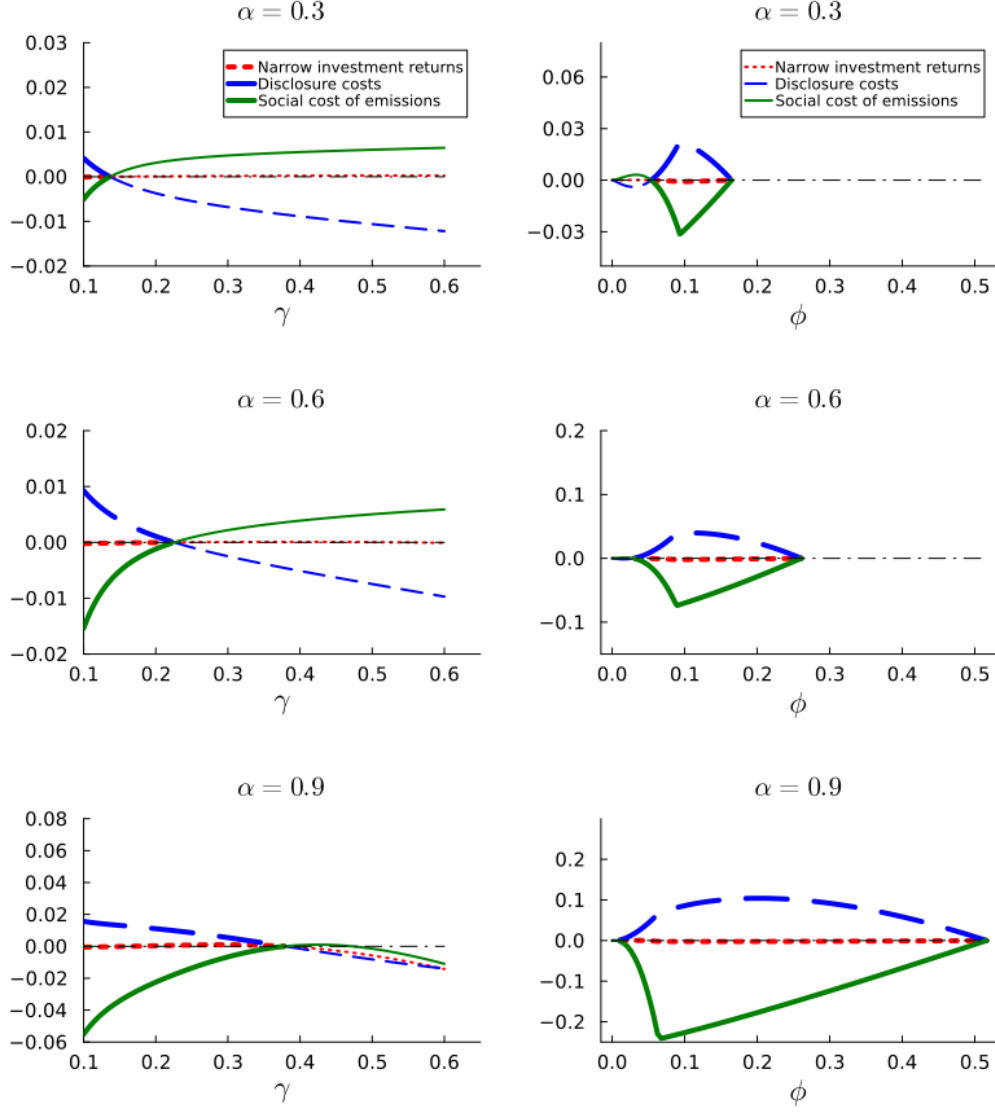 α = 0.3
0.03
0.02
0.01
0.00
−0.01
−0.02
0.1 0.2 0.3 0.4 0.5 0.6
γ
Narrow investment returns
Disclosure costs
Social cost of emissions
α = 0.3
0.06
0.03
0.00
−0.03
0.0 0.1 0.2 0.3 0.4 0.5
ϕ
Narrow investment returns
Disclosure costs
Social cost of emissions
α = 0.6
0.02
0.01
0.00
−0.01
−0.02
0.1 0.2 0.3 0.4 0.5 0.6
γ
α = 0.6
0.2
0.1
0.0
−0.1
0.0 0.1 0.2 0.3 0.4 0.5
ϕ
α = 0.9
0.08
0.06
0.04
0.02
0.00
−0.02
−0.04
−0.06
0.1 0.2 0.3 0.4 0.5 0.6
γ
α = 0.9
0.2
0.1
0.0
−0.1
−0.2
0.0 0.1 0.2 0.3 0.4 0.5
ϕ